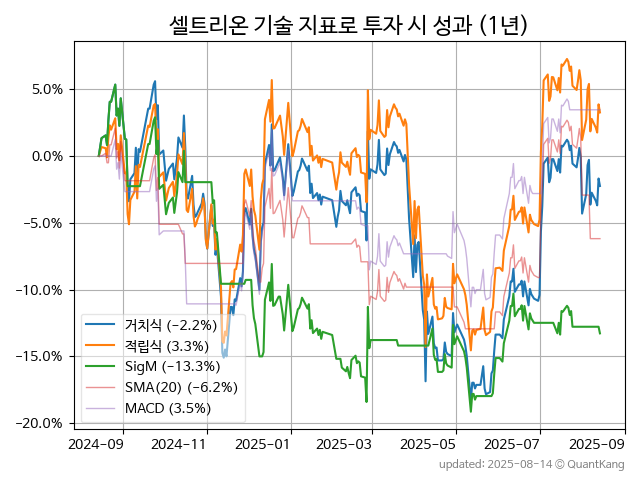 셀트리온 기술 지표로 투자 시 성과 (1년)
5.0%
0.0%
−5.0%
−10.0%
−15.0%
−20.0%
거치식 (−2.2%)
적립식 (3.3%)
SigM (−13.3%)
SMA(20) (−6.2%)
MACD (3.5%)
2024-09 2024-11 2025-01 2025-03 2025-05 2025-07 2025-09
updated: 2025-08-14 © QuantKang